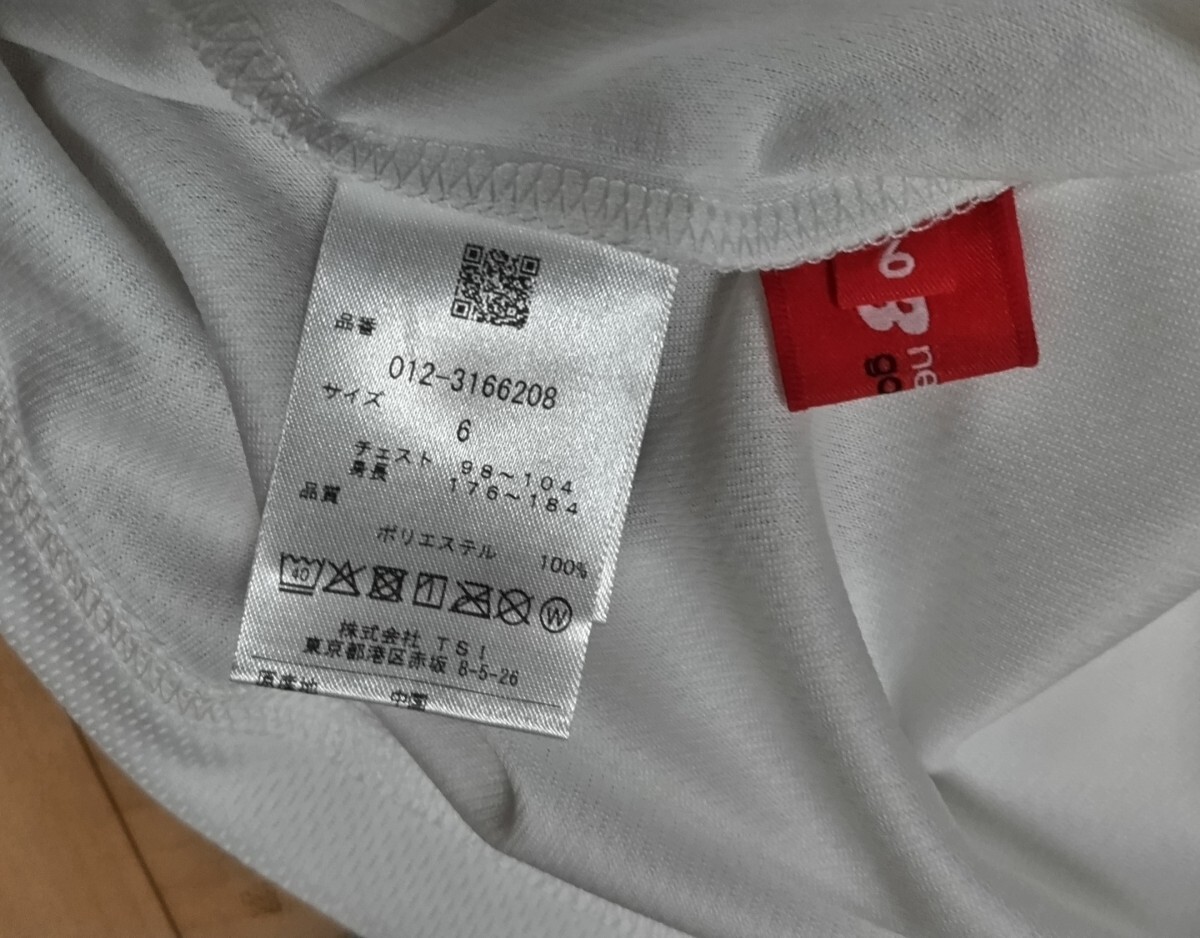 品番
012-3166208
サイズ
6
チェスト 98~104
身長 176~184
品質
ポリエステル 100%
40
W
株式会社 TSI
東京都港区赤坂 8-5-26
原産地 中国
ne
go